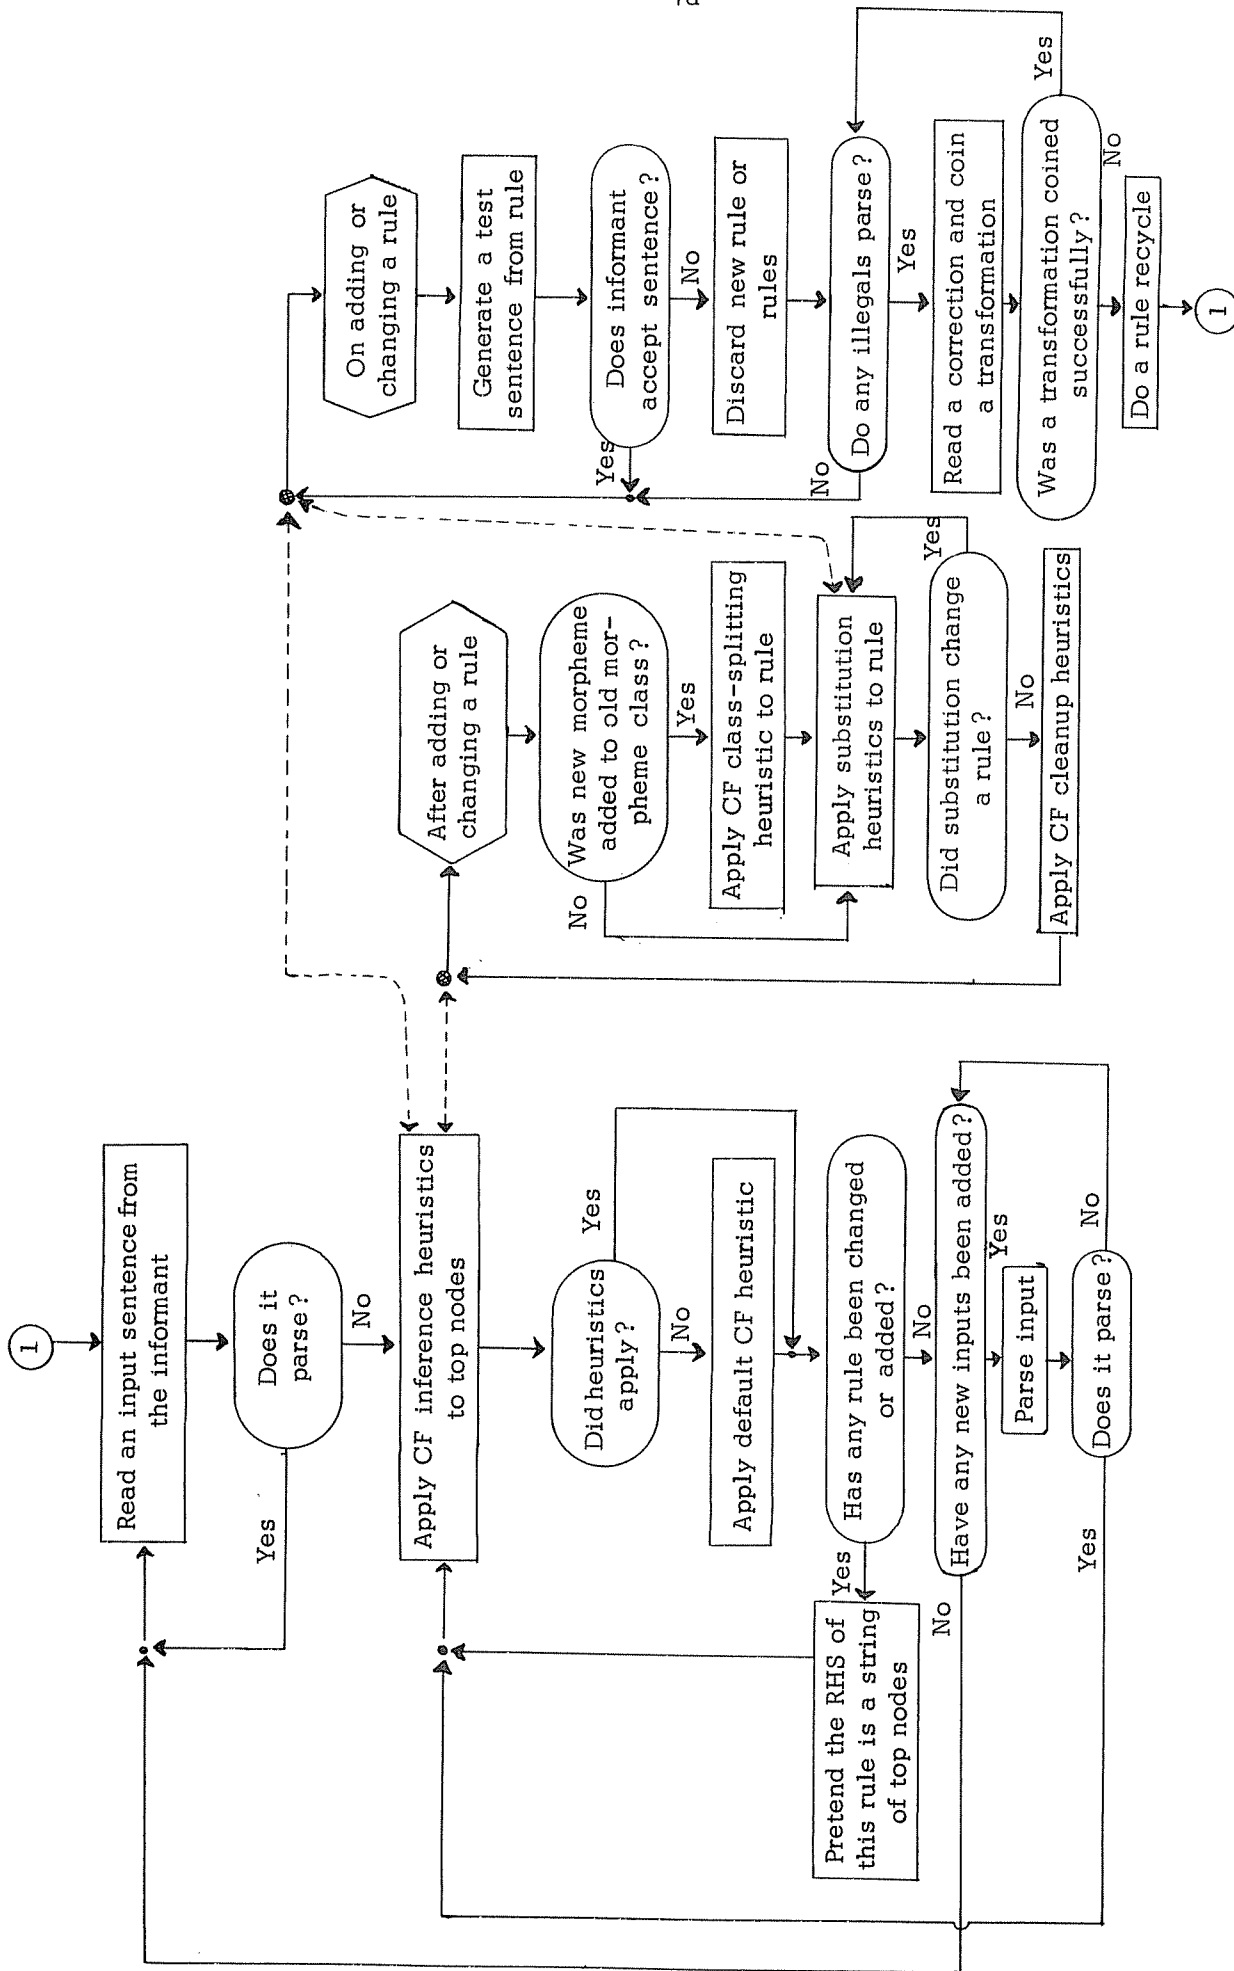 1
Read an input sentence from
the informant
Does it
parse?
Yes
No
Apply CF inference heuristics
to top nodes
Did heuristics
apply?
Yes
No
Apply default CF heuristic
Has any rule been changed
or added?
Yes
No
Pretend the RHS of
this rule is a string
of top nodes
Have any new inputs been added?
No
Yes
Parse input
Does it parse?
Yes
No
After adding or
changing a rule
Was new morpheme
added to old mor-
pheme class?
No
Yes
Apply CF class-splitting
heuristic to rule
Apply substitution
heuristics to rule
Did substitution change
a rule?
Yes
No
Apply CF cleanup heuristics
On adding or
changing a rule
Generate a test
sentence from rule
Does informant
accept sentence?
Yes
No
Discard new rule or
rules
Do any illegals parse?
No
Yes
Read a correction and coin
a transformation
Was a transformation coined
successfully?
Yes
No
Do a rule recycle
1